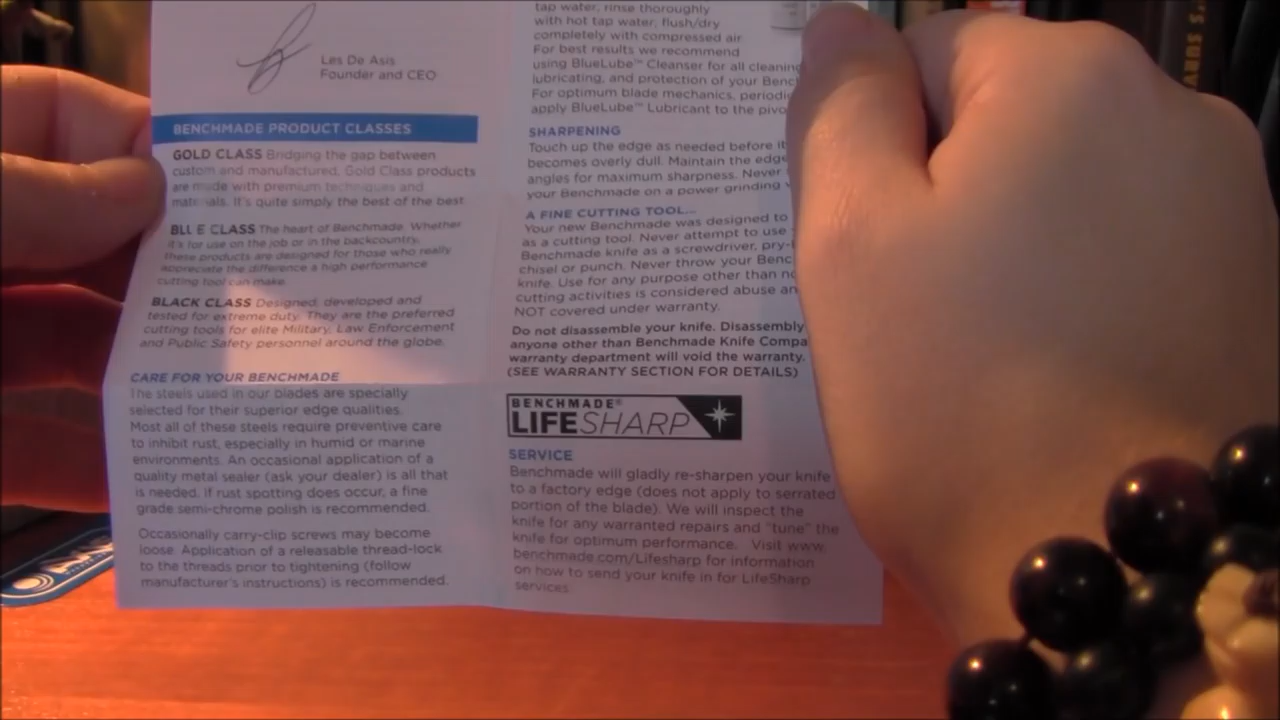 Les De Asis
Founder and CEO
BENCHMADE PRODUCT CLASSES
GOLD CLASS Bridging the gap between
custom and manufactured, Gold Class products
are made with premium techniques and
materials. It's quite simply the best of the best
BLUE CLASS The heart of Benchmade. Whether
it's for use on the job or in the backcountry,
these products are designed for those who really
appreciate the difference a high performance
cutting tool can make.
BLACK CLASS Designed, developed and
tested for extreme duty. They are the preferred
cutting tools for elite Military, Law Enforcement
and Public Safety personnel around the globe.
CARE FOR YOUR BENCHMADE
The steels used in our blades are specially
selected for their superior edge qualities.
Most all of these steels require preventive care
to inhibit rust, especially in humid or marine
environments. An occasional application of a
quality metal sealer (ask your dealer) is all that
is needed. If rust spotting does occur, a fine
grade semi-chrome polish is recommended.
Occasionally carry-clip screws may become
loose. Application of a releasable thread-lock
to the threads prior to tightening (follow
manufacturer's instructions) is recommended.
tap water, rinse thoroughly
with hot tap water, flush/dry
completely with compressed air
For best results we recommend
using BlueLube™ Cleanser for all cleaning
lubricating, and protection of your Bench
For optimum blade mechanics, periodic
apply BlueLube™ Lubricant to the pivo
SHARPENING
Touch up the edge as needed before it
becomes overly dull. Maintain the edge
angles for maximum sharpness. Never
your Benchmade on a power grinding
A FINE CUTTING TOOL...
Your new Benchmade was designed to
as a cutting tool. Never attempt to use
Benchmade knife as a screwdriver, pry-
chisel or punch. Never throw your Benc
knife. Use for any purpose other than no
cutting activities is considered abuse an
NOT covered under warranty.
Do not disassemble your knife. Disassembly
anyone other than Benchmade Knife Compa
warranty department will void the warranty.
(SEE WARRANTY SECTION FOR DETAILS)
BENCHMADE®
LIFESHARP
SERVICE
Benchmade will gladly re-sharpen your knife
to a factory edge (does not apply to serrated
portion of the blade). We will inspect the
knife for any warranted repairs and "tune" the
knife for optimum performance. Visit www.
benchmade.com/Lifesharp for information
on how to send your knife in for LifeSharp
services.